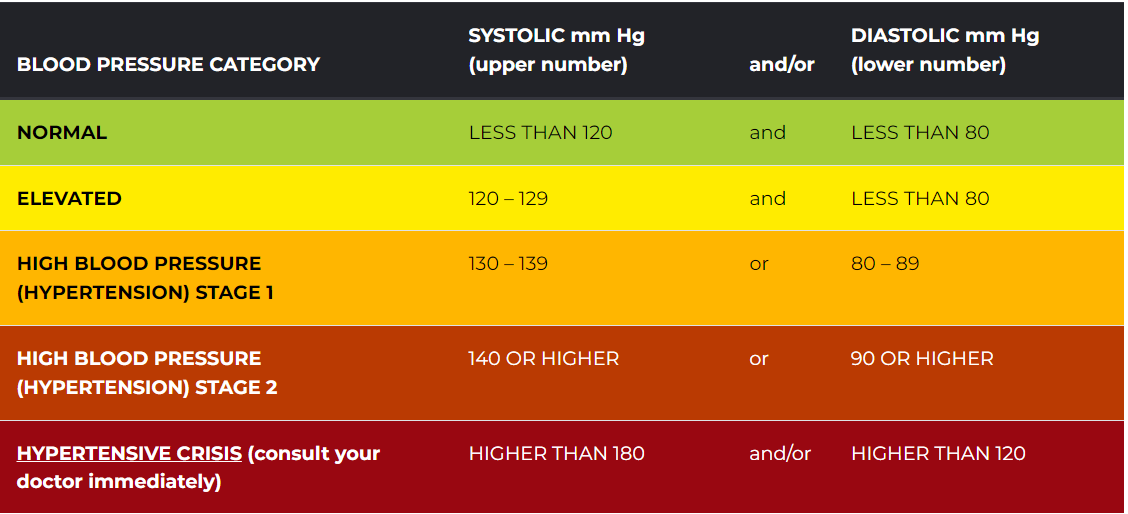 BLOOD PRESSURE CATEGORY SYSTOLIC mm Hg (upper number) and/or DIASTOLIC mm Hg (lower number)
NORMAL LESS THAN 120 and LESS THAN 80
ELEVATED 120 – 129 and LESS THAN 80
HIGH BLOOD PRESSURE 130 – 139 or 80 – 89
(HYPERTENSION) STAGE 1
HIGH BLOOD PRESSURE 140 OR HIGHER or 90 OR HIGHER
(HYPERTENSION) STAGE 2
HYPERTENSIVE CRISIS (consult your HIGHER THAN 180 and/or HIGHER THAN 120
doctor immediately)